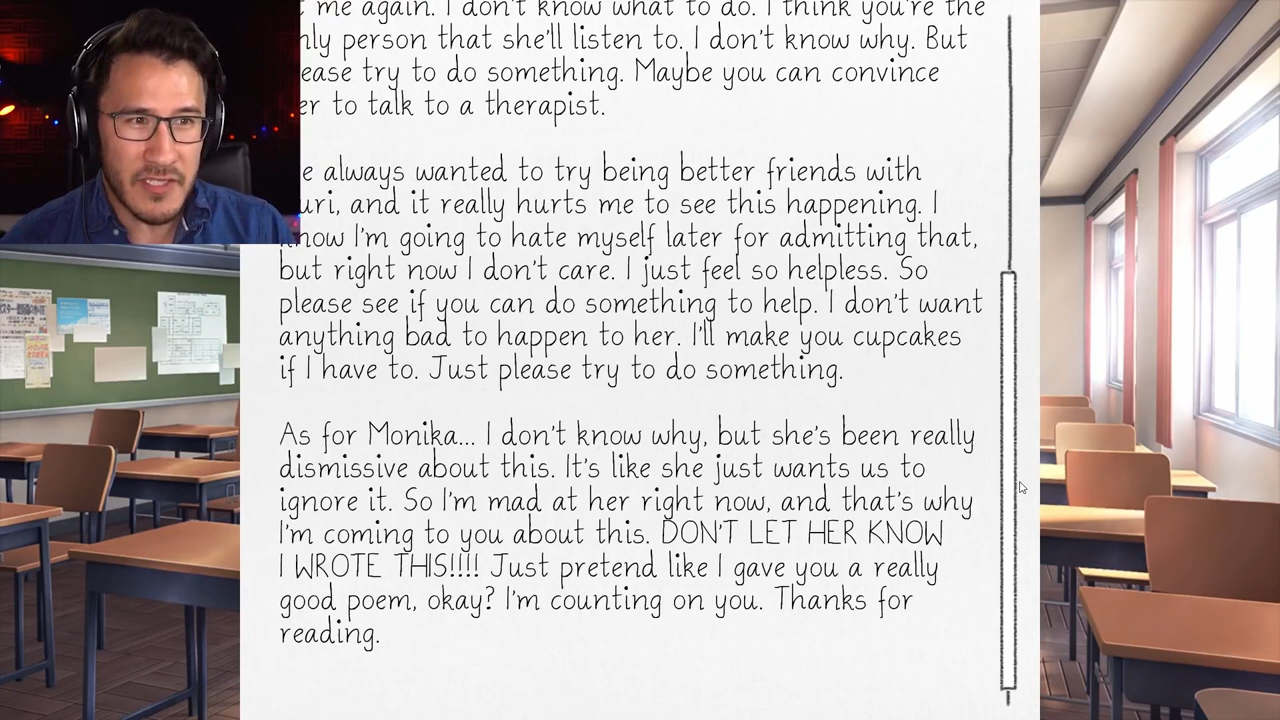 me again. I don't know what to do. I think you're the
only person that she'll listen to. I don't know why. But
please try to do something. Maybe you can convince
her to talk to a therapist.
always wanted to try being better friends with
Yuri, and it really hurts me to see this happening. I
know I'm going to hate myself later for admitting that,
but right now I don't care. I just feel so helpless. So
please see if you can do something to help. I don't want
anything bad to happen to her. I'll make you cupcakes
if I have to. Just please try to do something.
As for Monika... I don't know why, but she's been really
dismissive about this. It's like she just wants us to
ignore it. So I'm mad at her right now, and that's why
I'm coming to you about this. DON'T LET HER KNOW
I WROTE THIS!!!! Just pretend like I gave you a really
good poem, okay? I'm counting on you. Thanks for
reading.